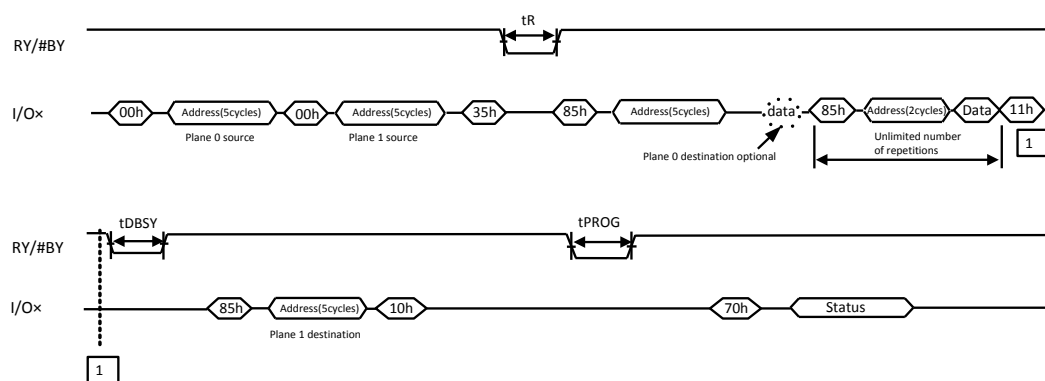 tR
RY/#BY
I/O×
00h Address(5cycles) 00h Address(5cycles) 35h 85h Address(5cycles) data 85h Address(2cycles) Data 11h
Plane 0 source Plane 1 source
Plane 0 destination optional
Unlimited number
of repetitions
1
tDBSY tPROG
RY/#BY
I/O×
85h Address(5cycles) 10h 70h Status
Plane 1 destination
1